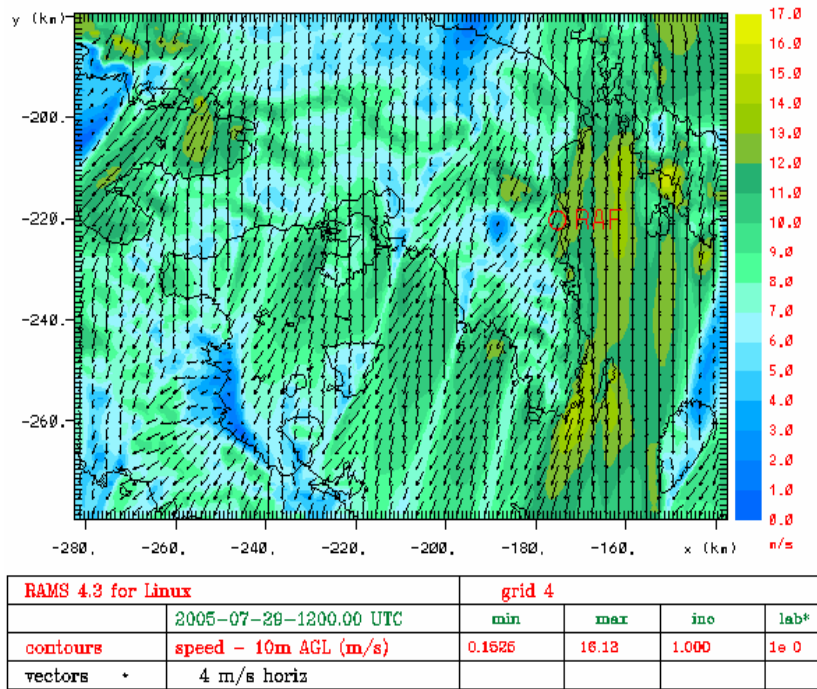 y (km)
-200.
-220.
-240.
-260.
RAF
-280. -260. -240. -220. -200. -180. -160. x (km)
17.0
16.0
15.0
14.0
13.0
12.0
11.0
10.0
9.0
8.0
7.0
6.0
5.0
4.0
3.0
2.0
1.0
0.0
m/s
RAMS 4.3 for Linux grid 4
2005-07-29-1200.00 UTC min max inc lab*
contours speed - 10m AGL (m/s) 0.1525 16.12 1.000 1e 0
vectors * 4 m/s horiz